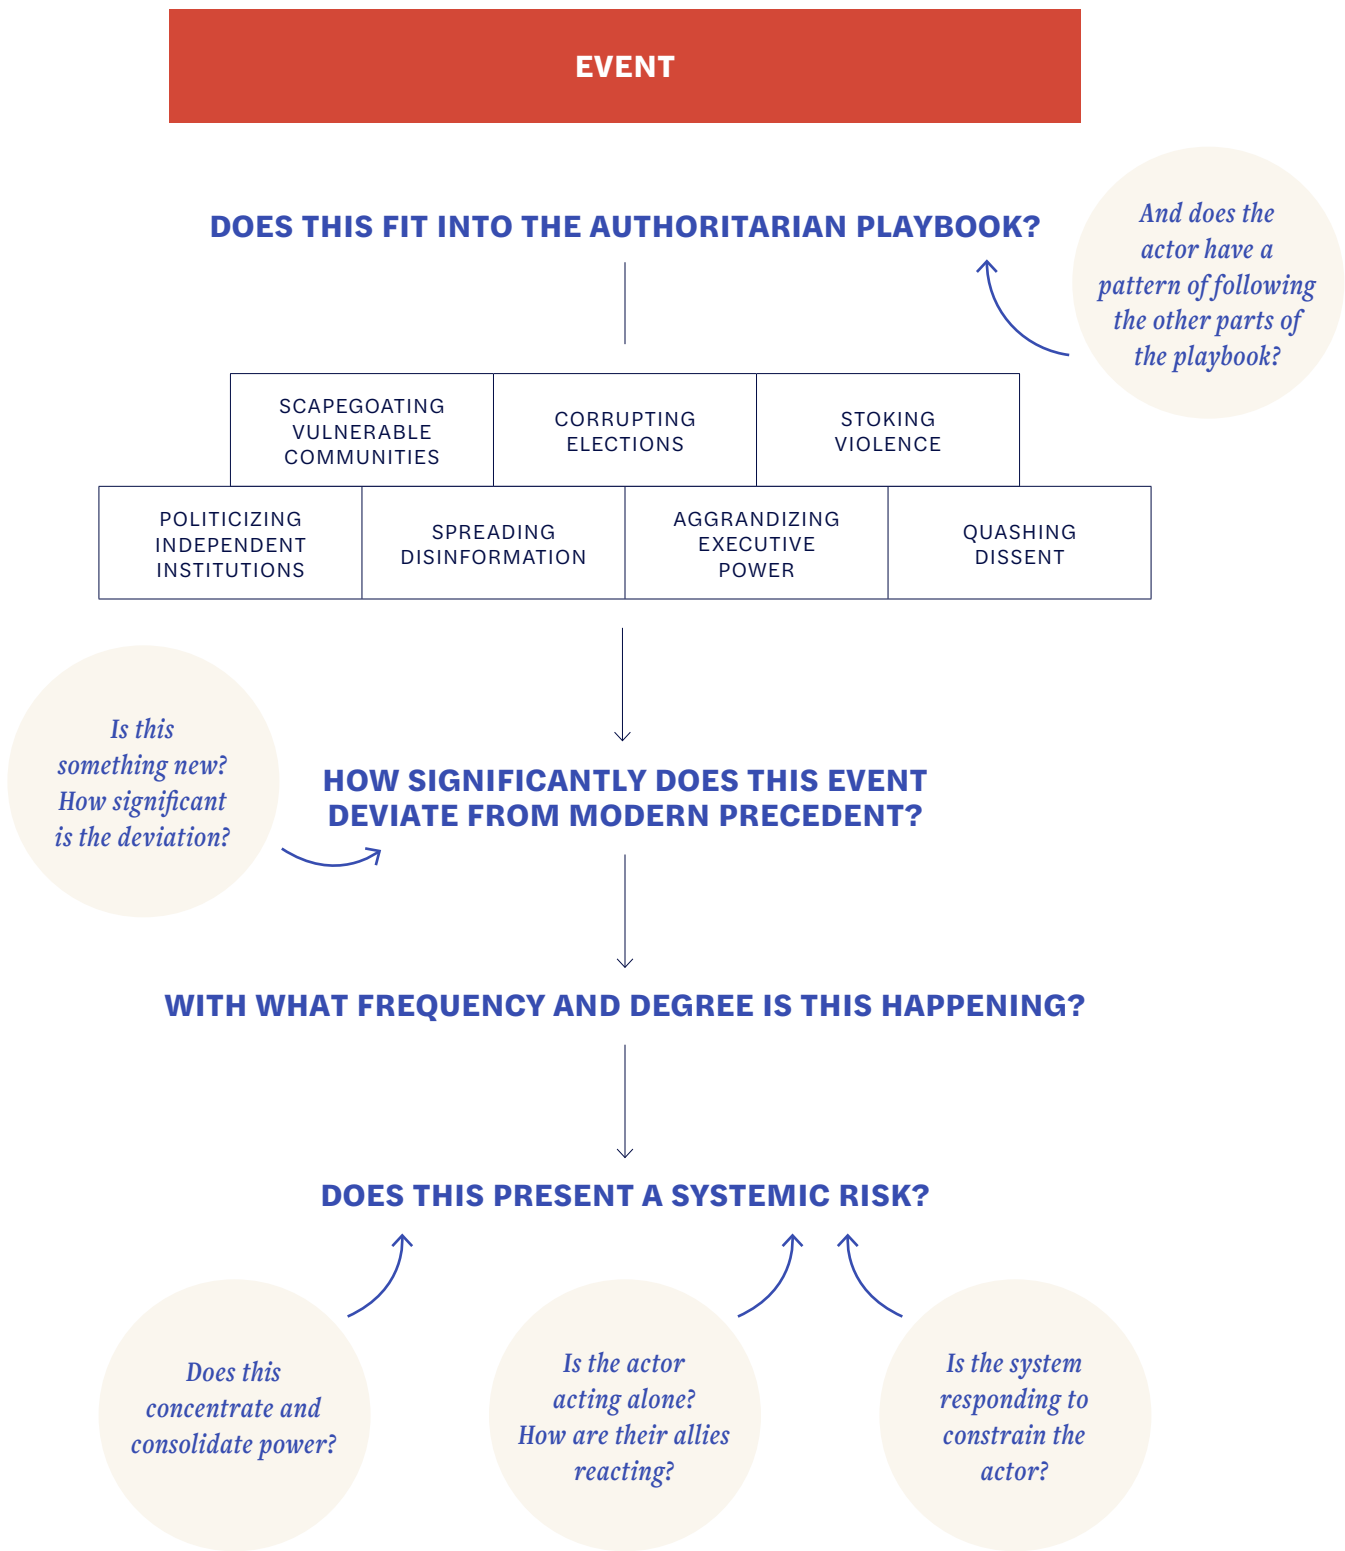 EVENT
DOES THIS FIT INTO THE AUTHORITARIAN PLAYBOOK?
And does the
actor have a
pattern of following
the other parts of
the playbook?
SCAPEGOATING
VULNERABLE
COMMUNITIES
CORRUPTING
ELECTIONS
STOKING
VIOLENCE
POLITICIZING
INDEPENDENT
INSTITUTIONS
SPREADING
DISINFORMATION
AGGRANDIZING
EXECUTIVE
POWER
QUASHING
DISSENT
Is this
something new?
How significant
is the deviation?
HOW SIGNIFICANTLY DOES THIS EVENT
DEVIATE FROM MODERN PRECEDENT?
WITH WHAT FREQUENCY AND DEGREE IS THIS HAPPENING?
DOES THIS PRESENT A SYSTEMIC RISK?
Does this
concentrate and
consolidate power?
Is the actor
acting alone?
How are their allies
reacting?
Is the system
responding to
constrain the
actor?